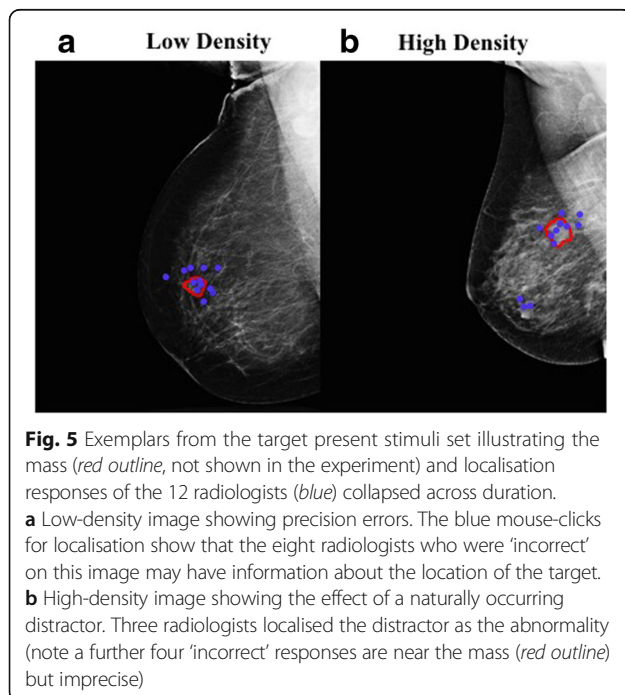 a Low Density b High Density
Fig. 5 Exemplars from the target present stimuli set illustrating the
mass (red outline, not shown in the experiment) and localisation
responses of the 12 radiologists (blue) collapsed across duration.
a Low-density image showing precision errors. The blue mouse-clicks
for localisation show that the eight radiologists who were ‘incorrect’
on this image may have information about the location of the target.
b High-density image showing the effect of a naturally occurring
distractor. Three radiologists localised the distractor as the abnormality
(note a further four ‘incorrect’ responses are near the mass (red outline)
but imprecise)